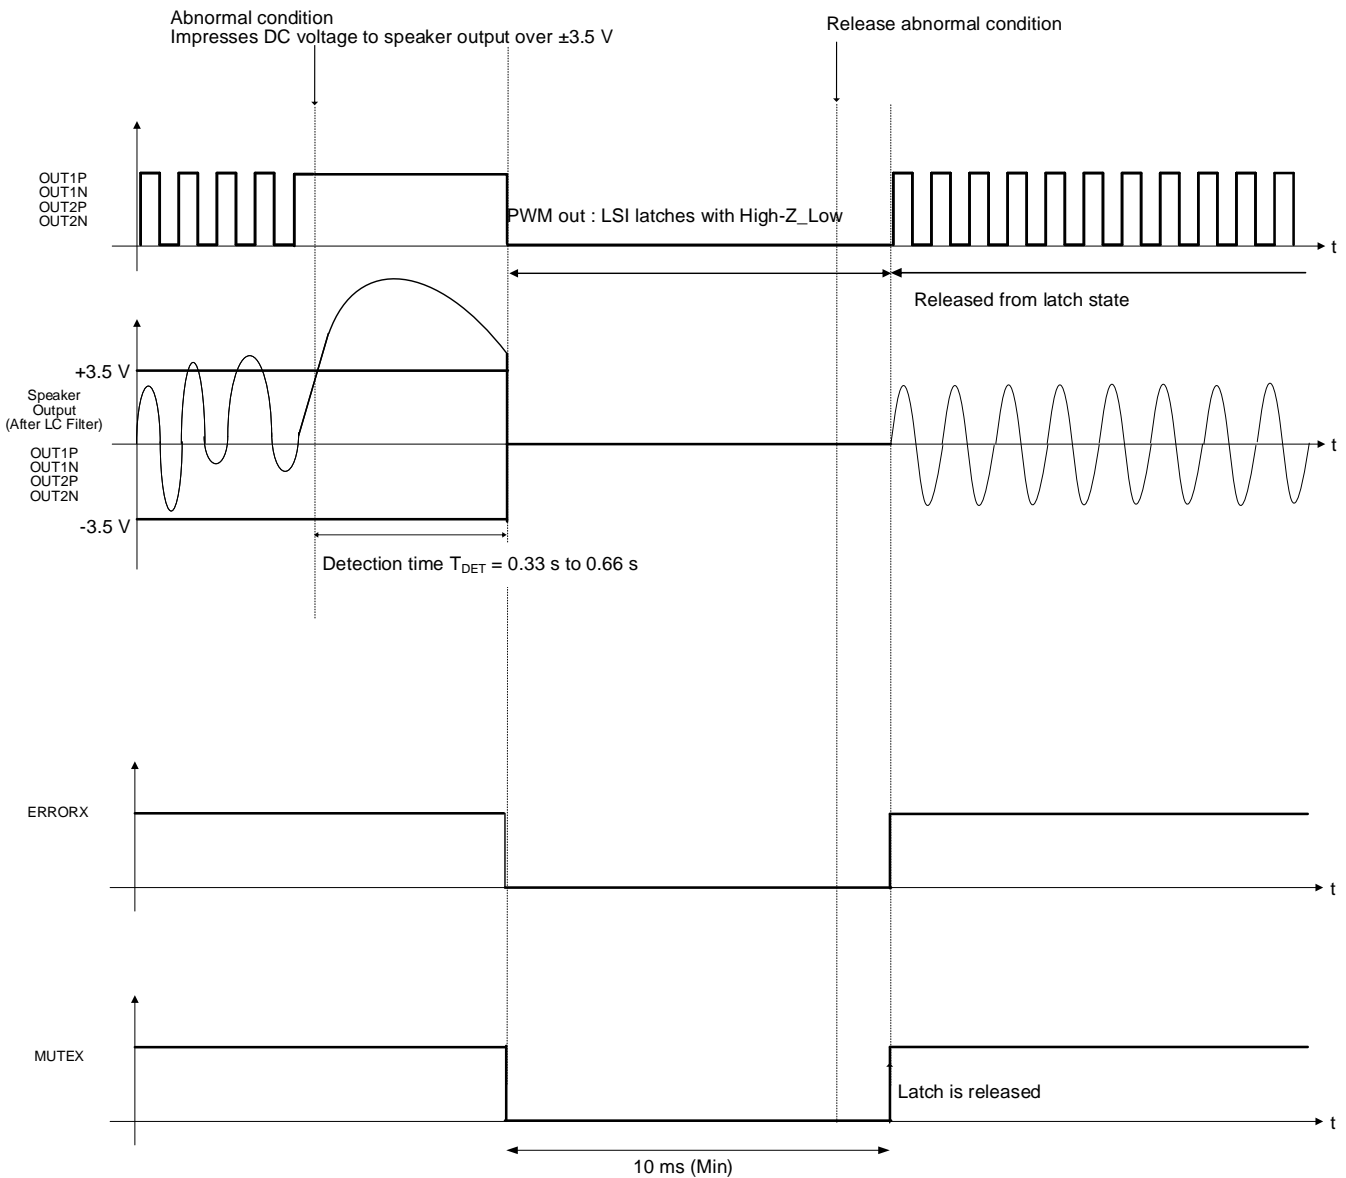 Abnormal condition
Impresses DC voltage to speaker output over ±3.5 V
Release abnormal condition
OUT1P
OUT1N
OUT2P
OUT2N
PWM out : LSI latches with High-Z_Low
t
Released from latch state
+3.5 V
Speaker
Output
(After LC Filter)
OUT1P
OUT1N
OUT2P
OUT2N
t
-3.5 V
Detection time TDET = 0.33 s to 0.66 s
ERRORX
t
MUTEX
Latch is released
t
10 ms (Min)